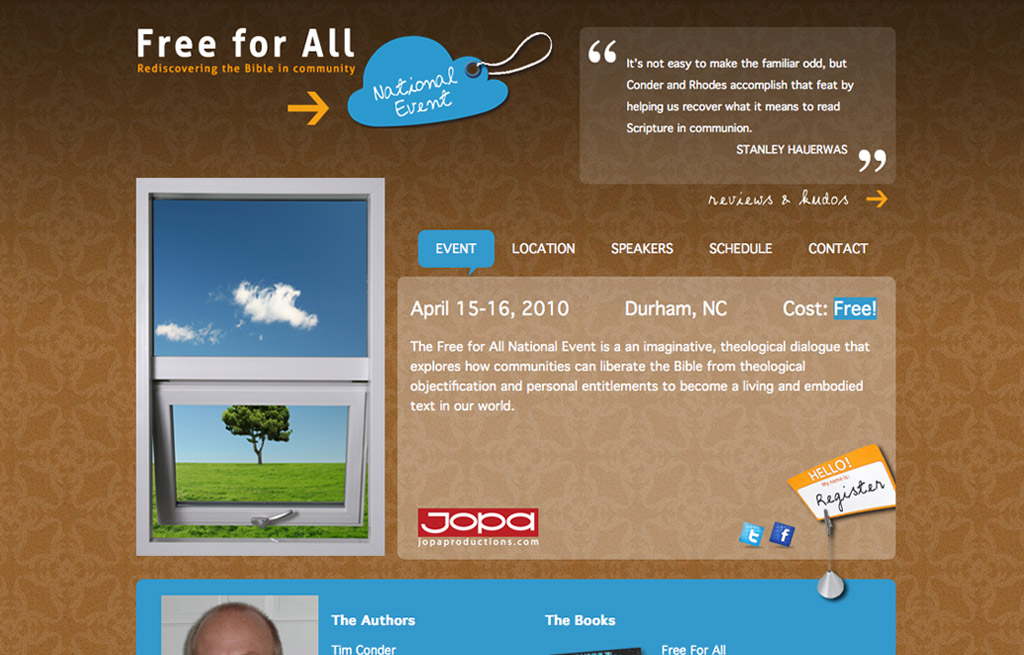 Free for All
Rediscovering the Bible in community
National
Event
“
It's not easy to make the familiar odd, but
Conder and Rhodes accomplish that feat by
helping us recover what it means to read
Scripture in communion.
STANLEY HAUERWAS
”
reviews & kudos
EVENT LOCATION SPEAKERS SCHEDULE CONTACT
April 15-16, 2010 Durham, NC Cost: Free!
The Free for All National Event is a an imaginative, theological dialogue that
explores how communities can liberate the Bible from theological
objectification and personal entitlements to become a living and embodied
text in our world.
HELLO!
My name is:
Register
Jopa
jopaproductions.com
t f
The Authors
Tim Conder
The Books
Free For All